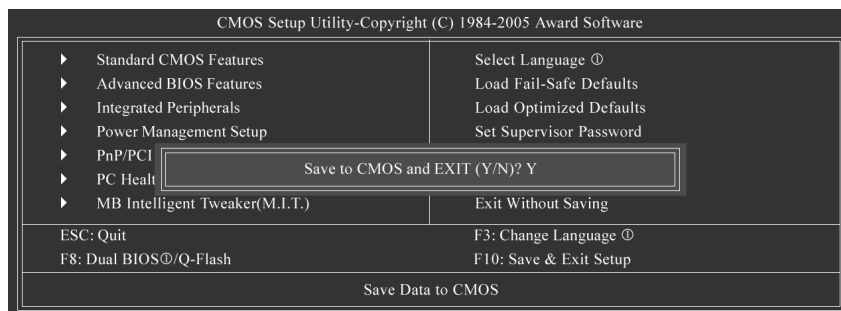 CMOS Setup Utility-Copyright (C) 1984-2005 Award Software
Standard CMOS Features
Advanced BIOS Features
Integrated Peripherals
Power Management Setup
PnP/PCI
PC Healt
MB Intelligent Tweaker(M.I.T.)
Select Language ①
Load Fail-Safe Defaults
Load Optimized Defaults
Set Supervisor Password
Exit Without Saving
Save to CMOS and EXIT (Y/N)? Y
ESC: Quit
F3: Change Language ①
F8: Dual BIOS①/Q-Flash
F10: Save & Exit Setup
Save Data to CMOS